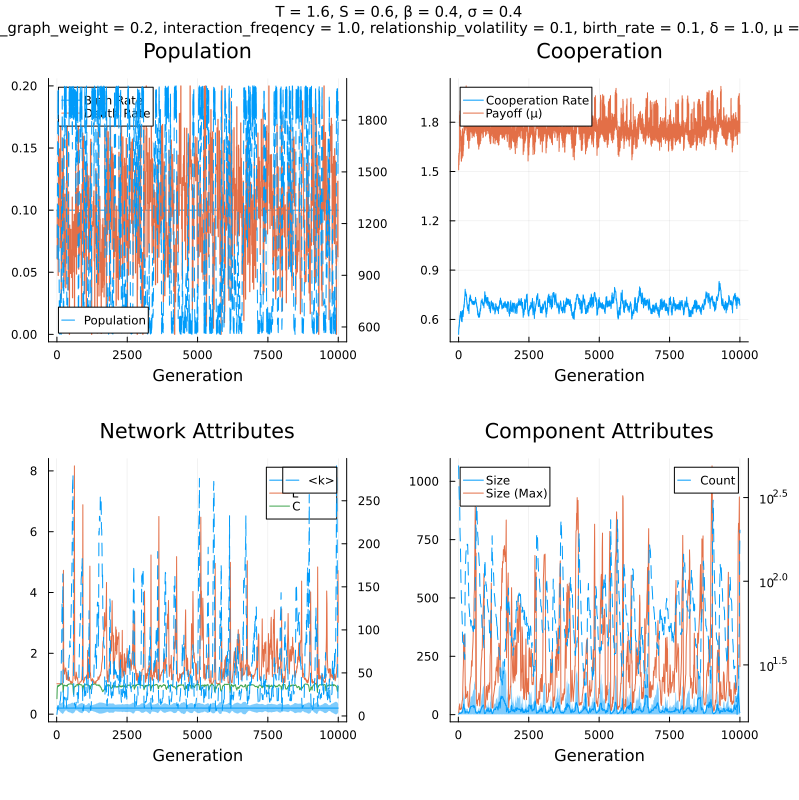 T = 1.6, S = 0.6, β = 0.4, σ = 0.4
_graph_weight = 0.2, interaction_freqency = 1.0, relationship_volatility = 0.1, birth_rate = 0.1, δ = 1.0, μ =
Population
Cooperation
0.20
0.15
0.10
0.05
0.00
Birth Rate
Death Rate
Population
1800
1500
1200
900
600
0
2500
5000
7500
10000
Generation
1.8
1.5
1.2
0.9
0.6
Cooperation Rate
Payoff (μ)
0
2500
5000
7500
10000
Generation
Network Attributes
Component Attributes
8
6
4
2
0
<k>
L
C
250
200
150
100
50
0
0
2500
5000
7500
10000
Generation
1000
750
500
250
0
Size
Size (Max)
Count
10^2.5
10^2.0
10^1.5
0
2500
5000
7500
10000
Generation